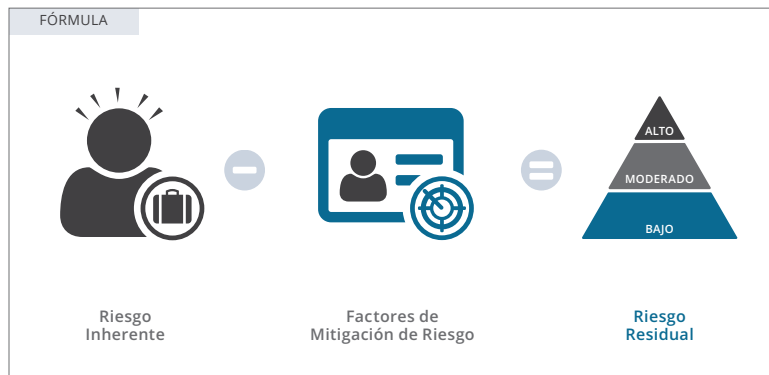 FÓRMULA
ALTO
MODERADO
BAJO
Riesgo
Inherente
Factores de
Mitigación de Riesgo
Riesgo
Residual